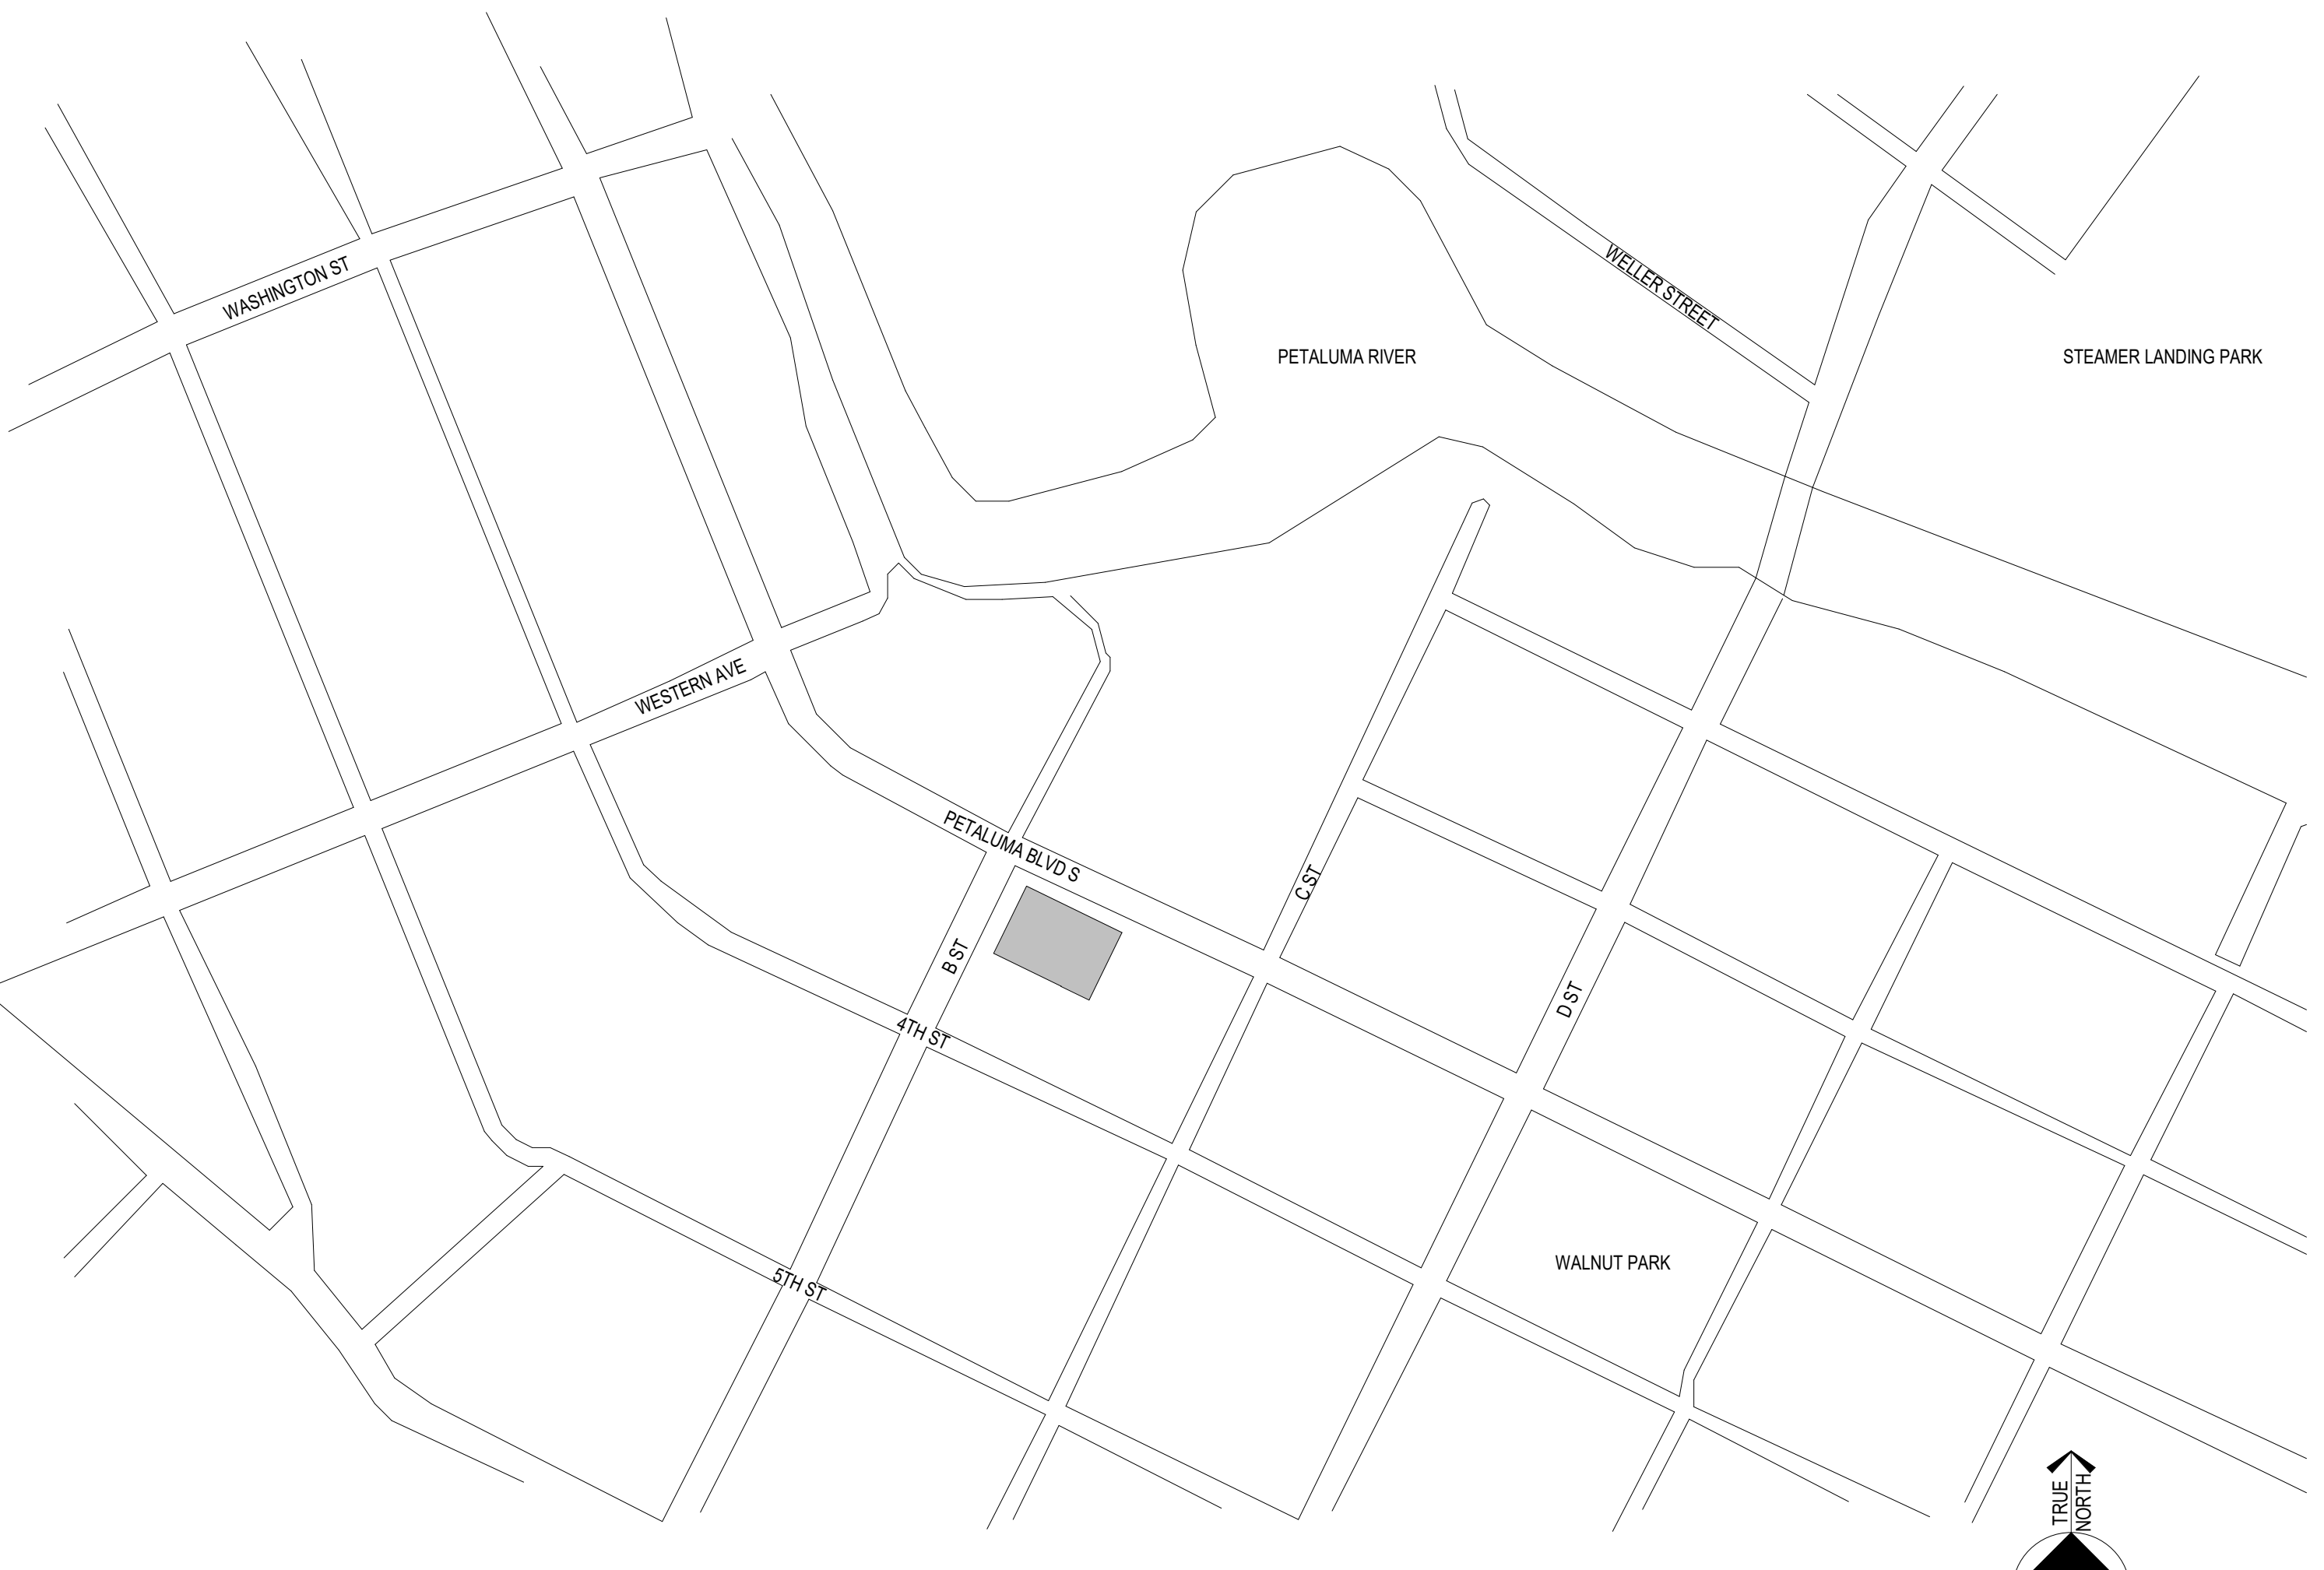 WASHINGTON ST
WELLER STREET
PETALUMA RIVER
STEAMER LANDING PARK
WESTERN AVE
PETALUMA BLVD S
C ST
B ST
D ST
4TH ST
WALNUT PARK
5TH ST
TRUE
NORTH